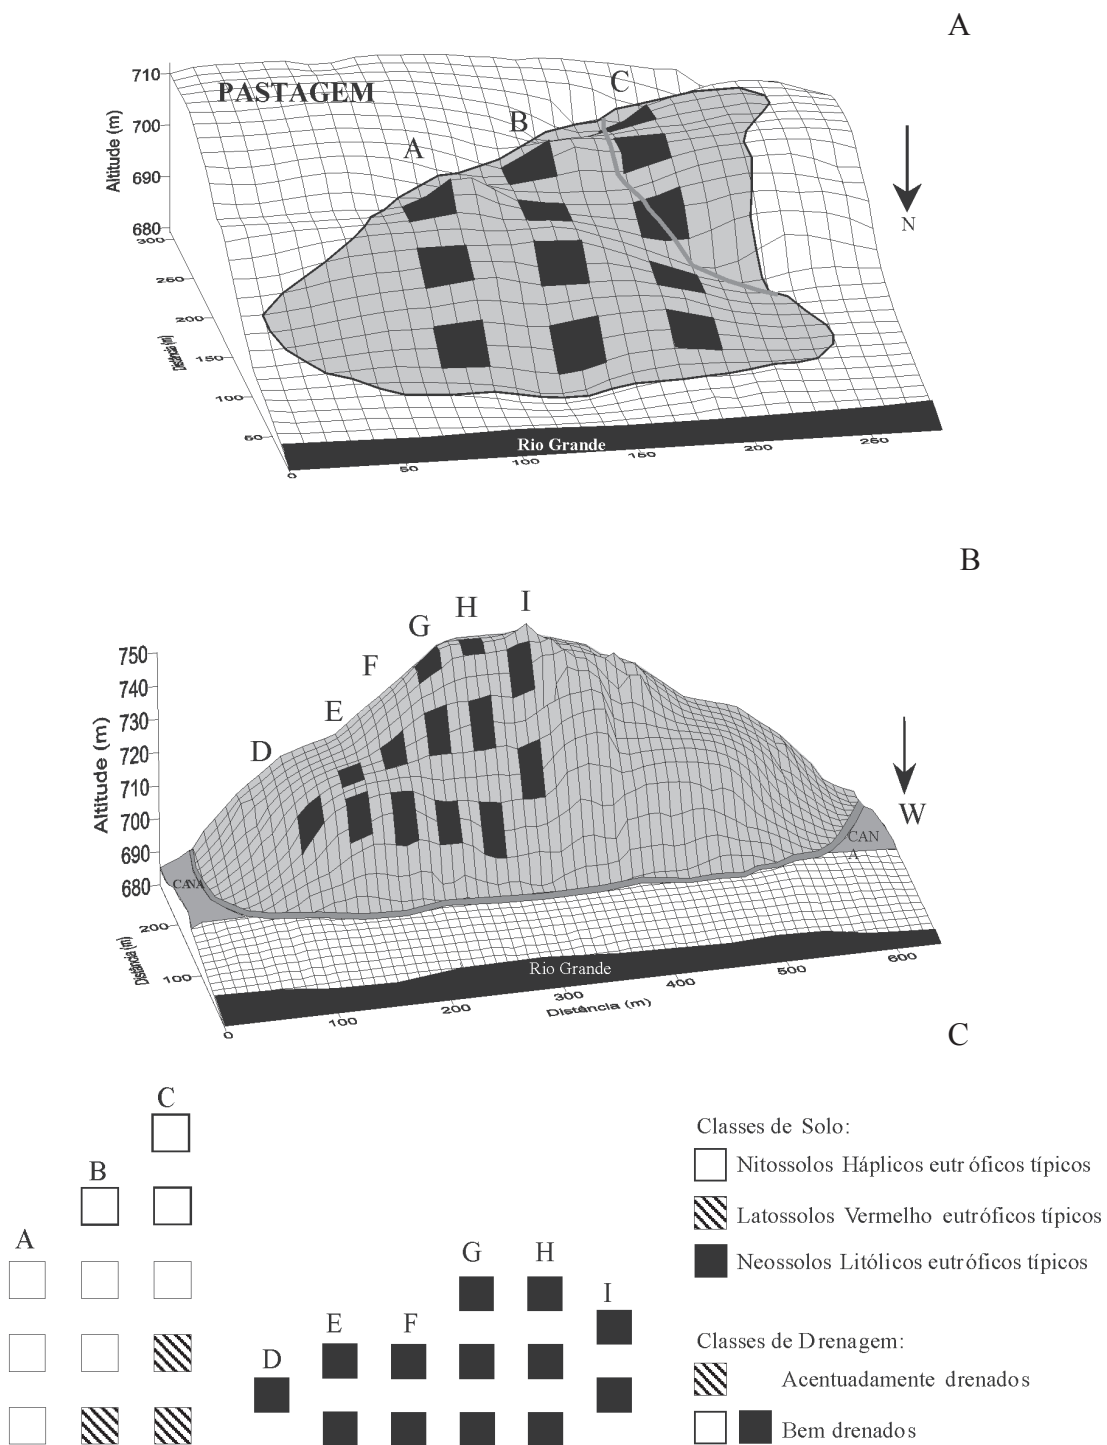 A
710
700
690
680
Altitude (m)
PASTAGEM
A
B
C
N
300
250
200
150
100
50
Distância (m)
Rio Grande
0
50
100
150
200
250
B
750
740
730
720
710
700
690
680
Altitude (m)
D
E
F
G
H
I
W
CANA
CAN
A
200
100
Distância (m)
Rio Grande
0
100
200
300
400
500
600
Distância (m)
C
A
B
C
D
E
F
G
H
I
Classes de Solo:
Nitossolos Háplicos eutróficos típicos
Latossolos Vermelho eutróficos típicos
Neossolos Litólicos eutróficos típicos
Classes de Drenagem:
Acentuadamente drenados
Bem drenados